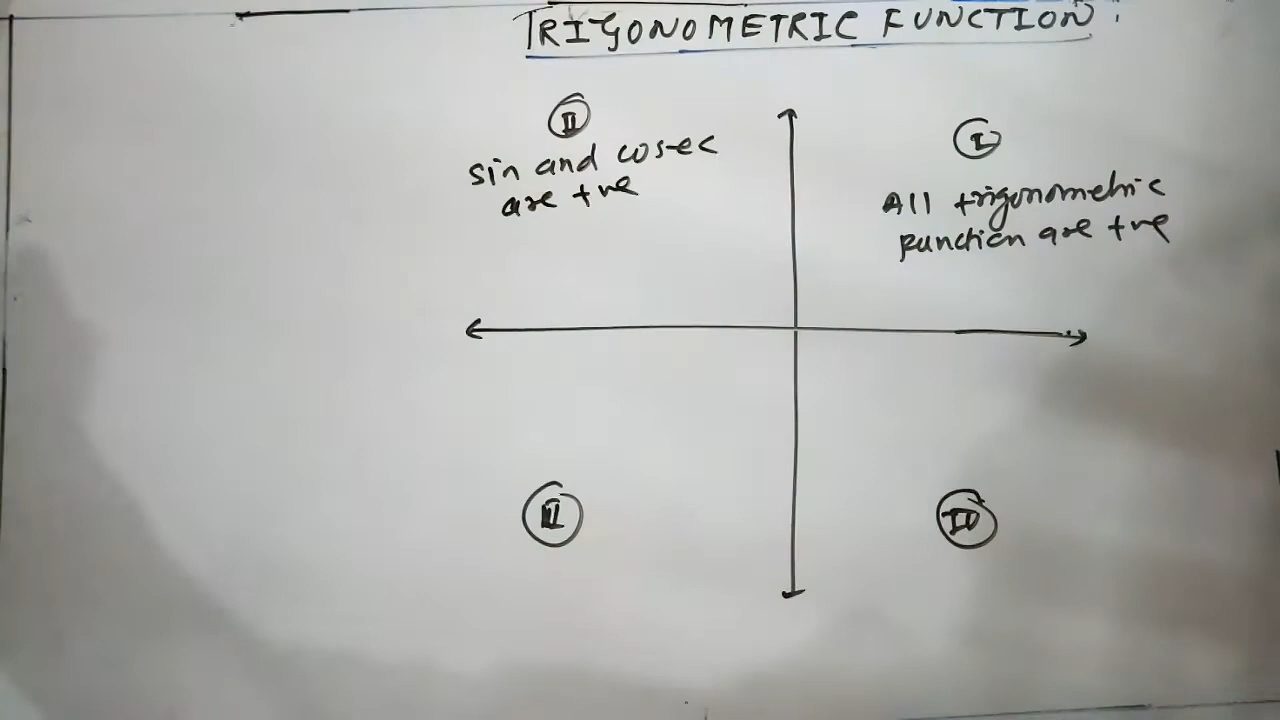 TRIGONOMETRIC FUNCTION :
II
sin and cosec
are +ve
I
All trigonometric
function are +ve
III
IV